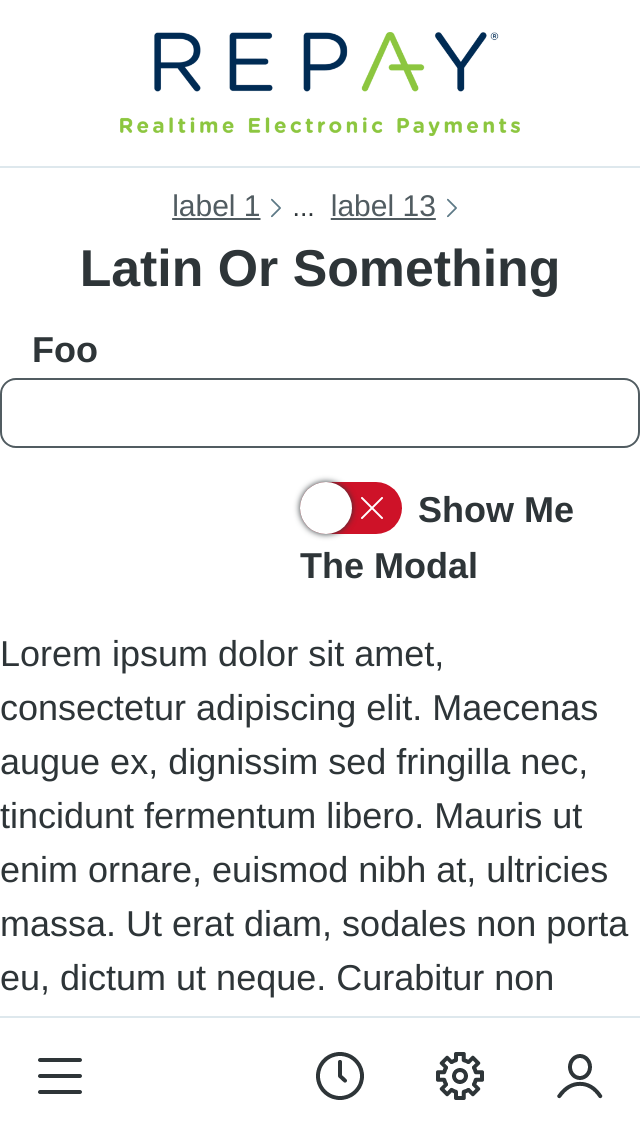 REPAY®
Realtime Electronic Payments
label 1 > ... label 13 >
Latin Or Something
Foo
Show Me
The Modal
Lorem ipsum dolor sit amet,
consectetur adipiscing elit. Maecenas
augue ex, dignissim sed fringilla nec,
tincidunt fermentum libero. Mauris ut
enim ornare, euismod nibh at, ultricies
massa. Ut erat diam, sodales non porta
eu, dictum ut neque. Curabitur non